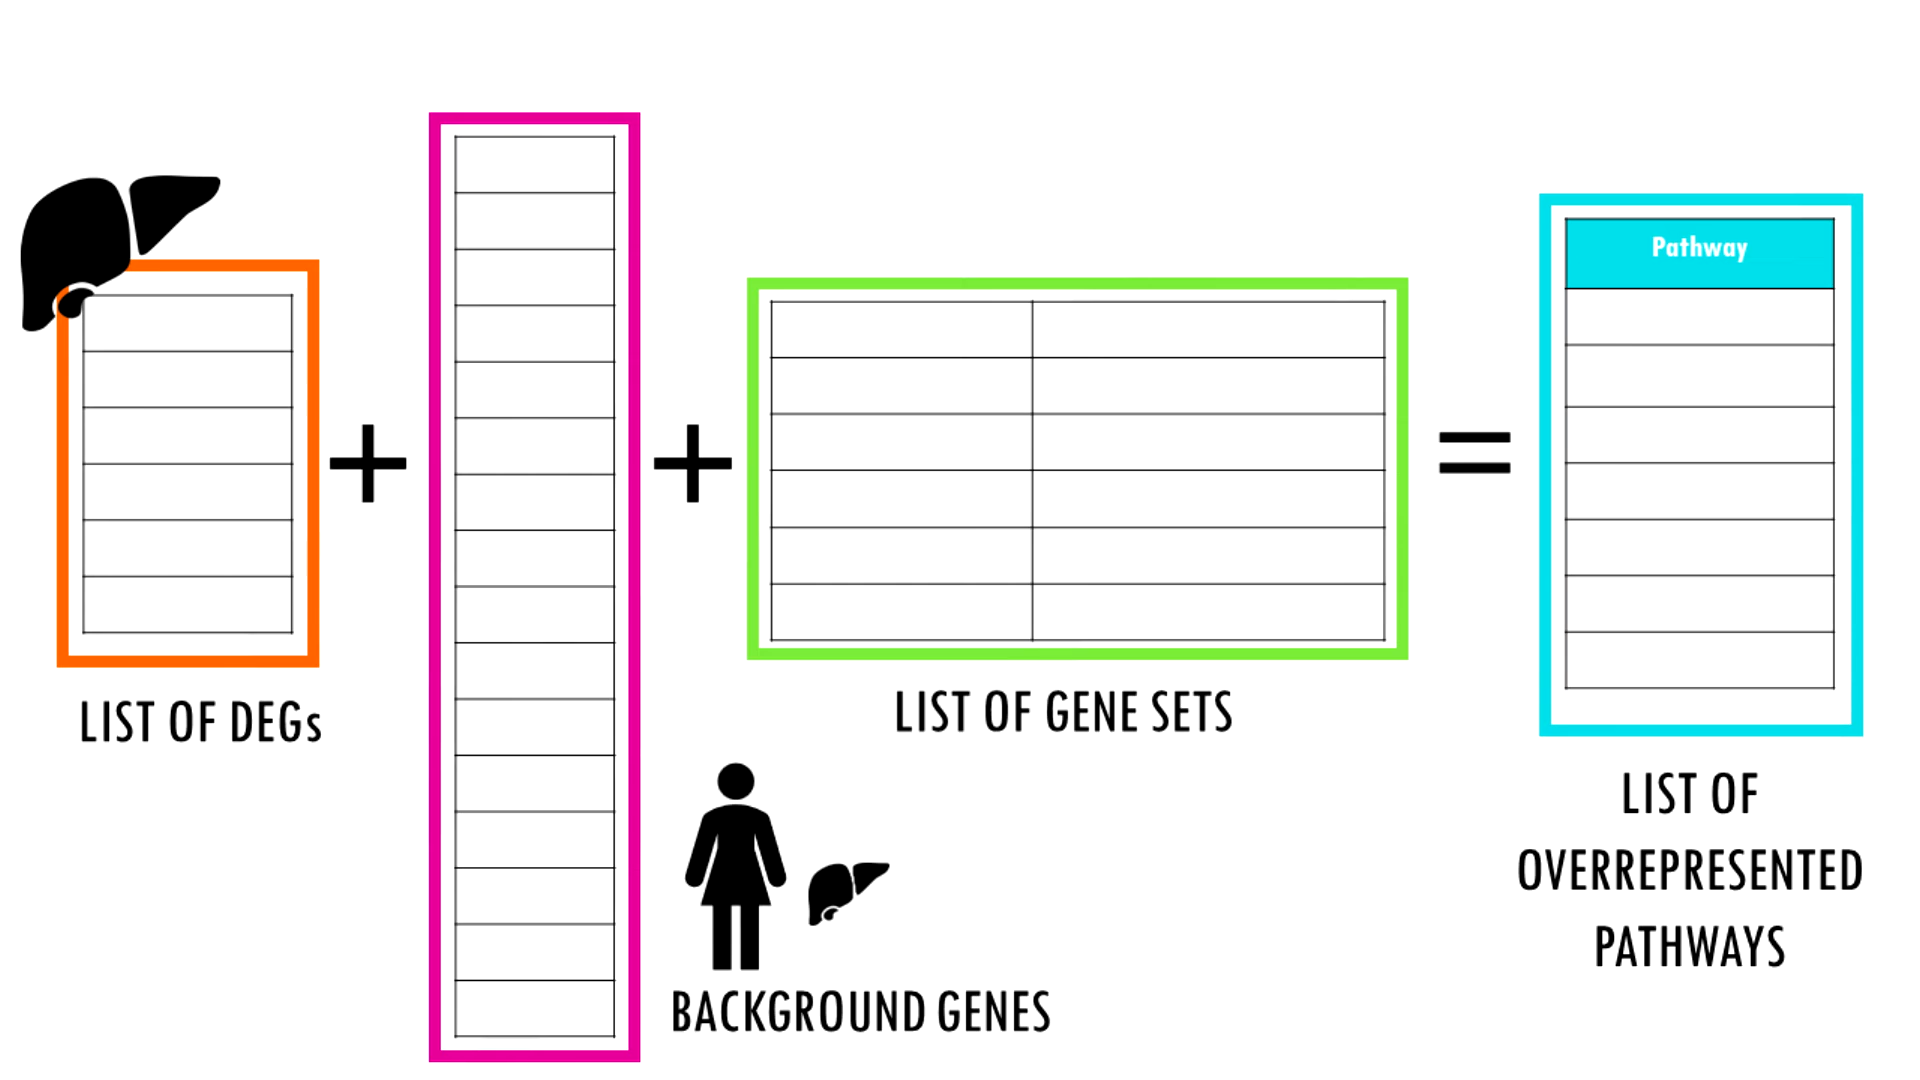 Pathway
LIST OF DEGs
LIST OF GENE SETS
BACKGROUND GENES
LIST OF
OVERREPRESENTED
PATHWAYS